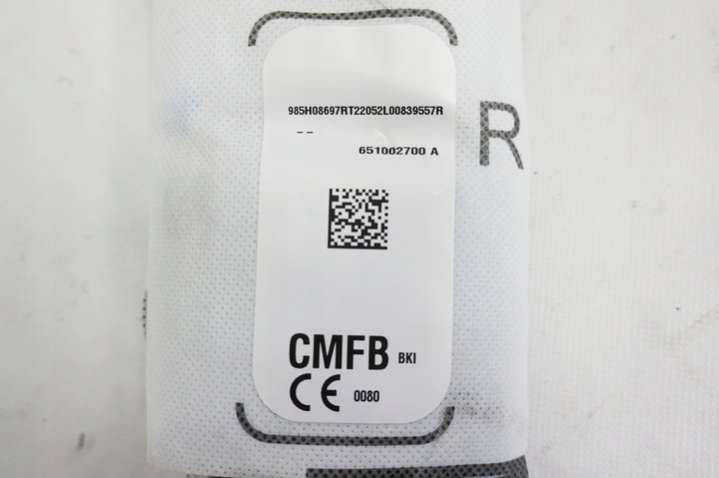 985H08697RT22052L00839557R
--
651002700 A
R
CMFB BKI
CE 0080